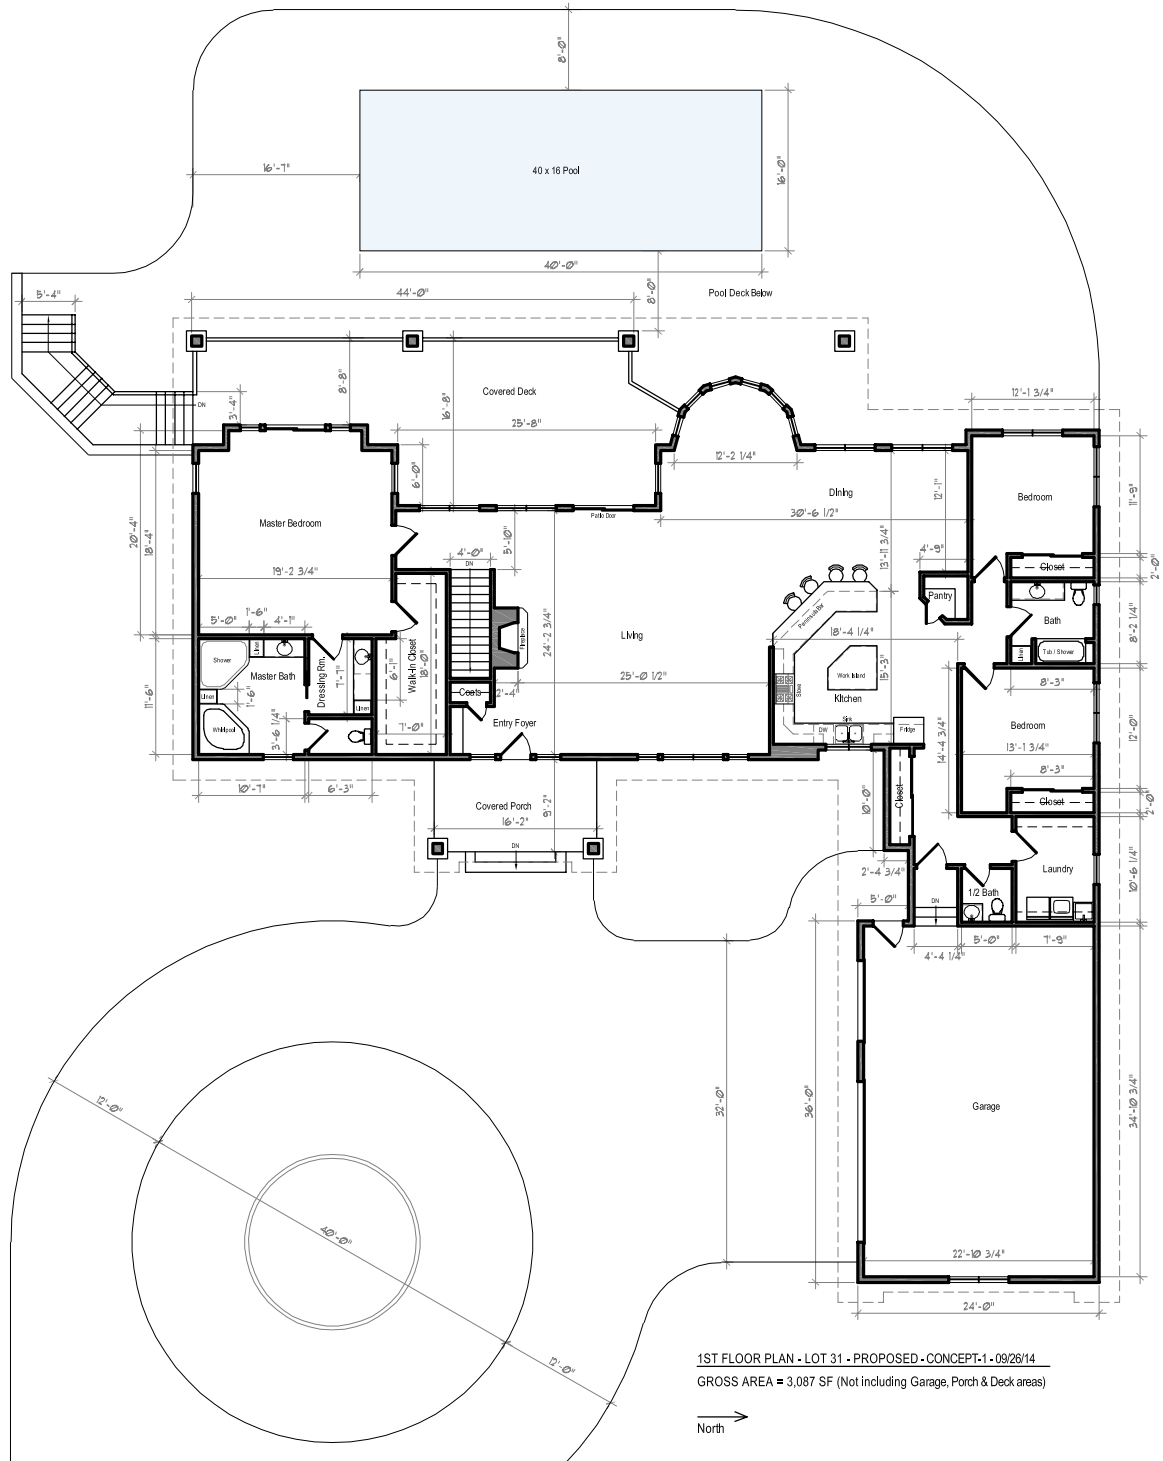 8'-0"
40 x 16 Pool
16'-7"
16'-0"
40'-0"
8'-0"
44'-0"
Pool Deck Below
5'-4"
8'-8"
16'-8"
Covered Deck
12'-1 3/4"
DN
3'-4"
25'-8"
6'-0"
12'-2 1/4"
12'-1"
Dining
Bedroom
11'-9"
Master Bedroom
Patio Door
30'-6 1/2"
20'-4"
18'-4"
5'-10"
13'-11 3/4"
4'-0"
4'-9"
DN
Closet
2'-0"
19'-2 3/4"
Pantry
1'-6"
5'-0"
4'-1"
Peninsula Bar
Bath
8'-2 1/4"
Living
18'-4 1/4"
24'-2 3/4"
Fireplace
Linen
Shower
Master Bath
Dressing Rm.
7'-7"
6'-1"
Walk-In Closet
18'-0"
Linen
Tub / Shower
15'-3"
Work Island
25'-0 1/2"
8'-3"
11'-6"
Linen
1'-6"
Linen
Coats
2'-4"
Stove
Kitchen
Whirlpool
3'-6 1/4"
7'-0"
Entry Foyer
Sink
DW
Fridge
Bedroom
12'-0"
13'-1 3/4"
14'-4 3/4"
8'-3"
10'-7"
6'-3"
Closet
Closet
2'-0"
Covered Porch
16'-2"
9'-2"
10'-0"
DN
2'-4 3/4"
Laundry
10'-6 1/4"
1/2 Bath
5'-0"
DN
4'-4 1/4"
5'-0"
7'-9"
32'-0"
36'-0"
12'-0"
Garage
34'-10 3/4"
40'-0"
22'-10 3/4"
24'-0"
12'-0"
1ST FLOOR PLAN - LOT 31 - PROPOSED - CONCEPT-1 - 09/26/14
GROSS AREA = 3,087 SF (Not including Garage, Porch & Deck areas)
North